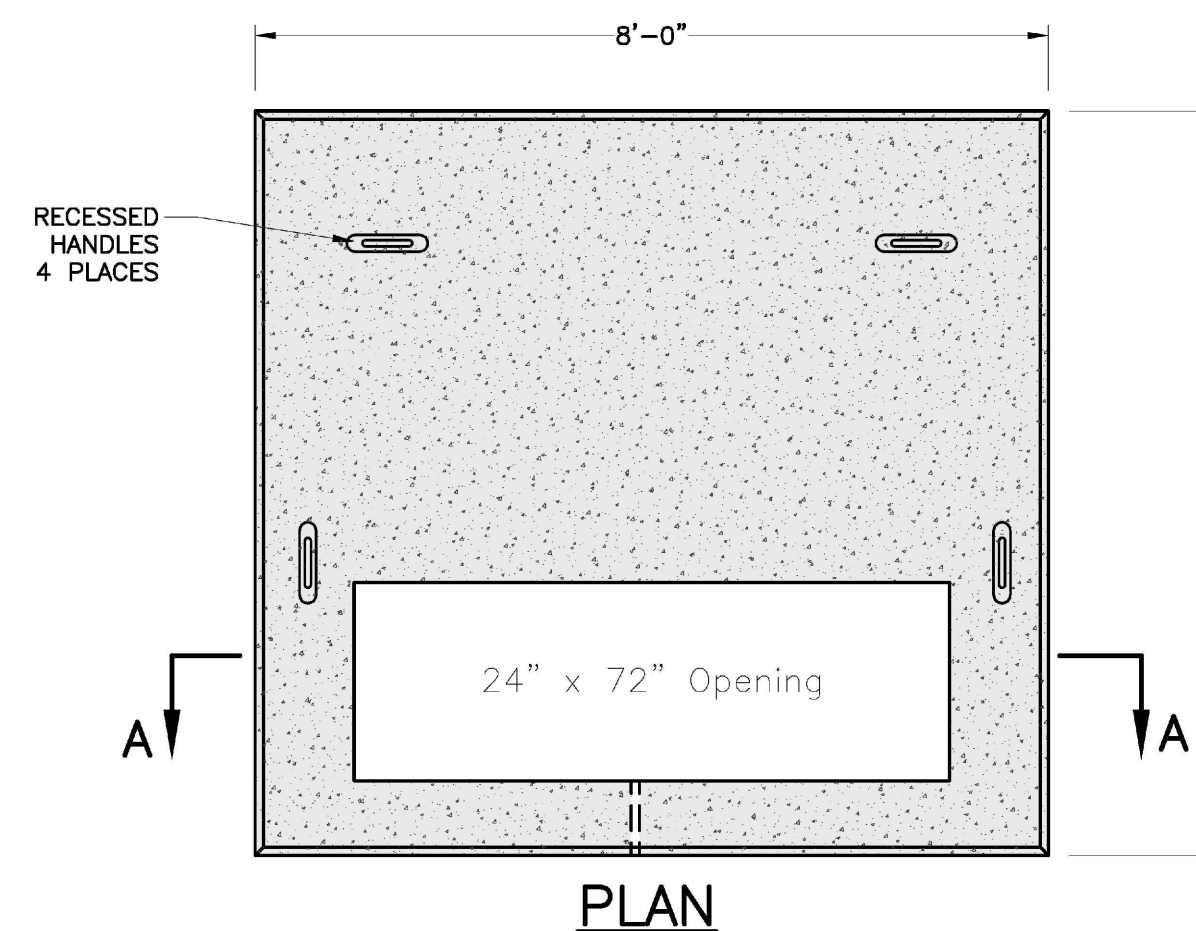 8'-0"
RECESSED
HANDLES
4 PLACES
24" x 72" Opening
A
A
PLAN